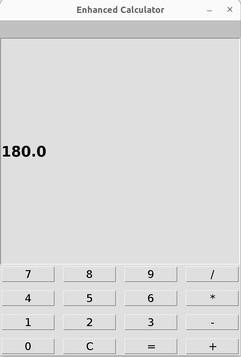 Enhanced Calculator
180.0
7 8 9 /
4 5 6 *
1 2 3 -
0 C = +